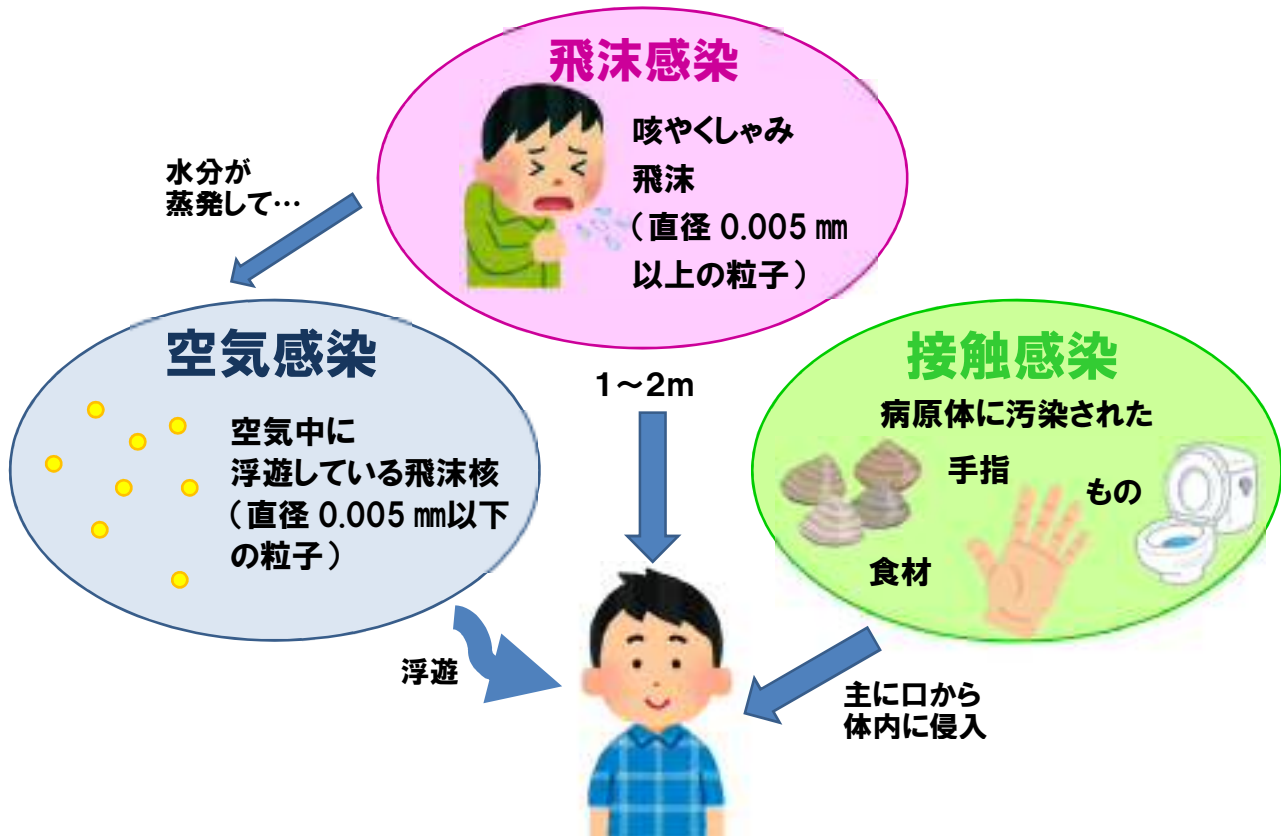 飛沫感染
咳やくしゃみ
飛沫
(直径 0.005 ㎜
以上の粒子)
水分が
蒸発して…
空気感染
空気中に
浮遊している飛沫核
(直径 0.005 ㎜以下
の粒子)
1～2m
接触感染
病原体に汚染された
手指
もの
食材
浮遊
主に口から
体内に侵入